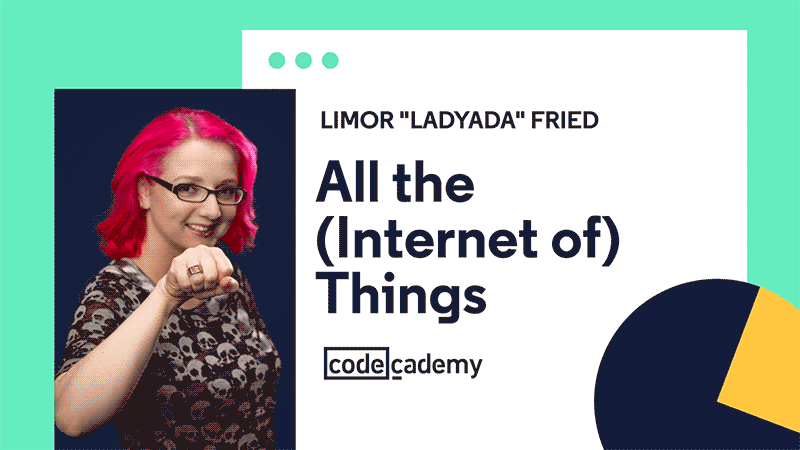 LIMOR "LADYADA" FRIED
All the
(Internet of)
Things
codecademy